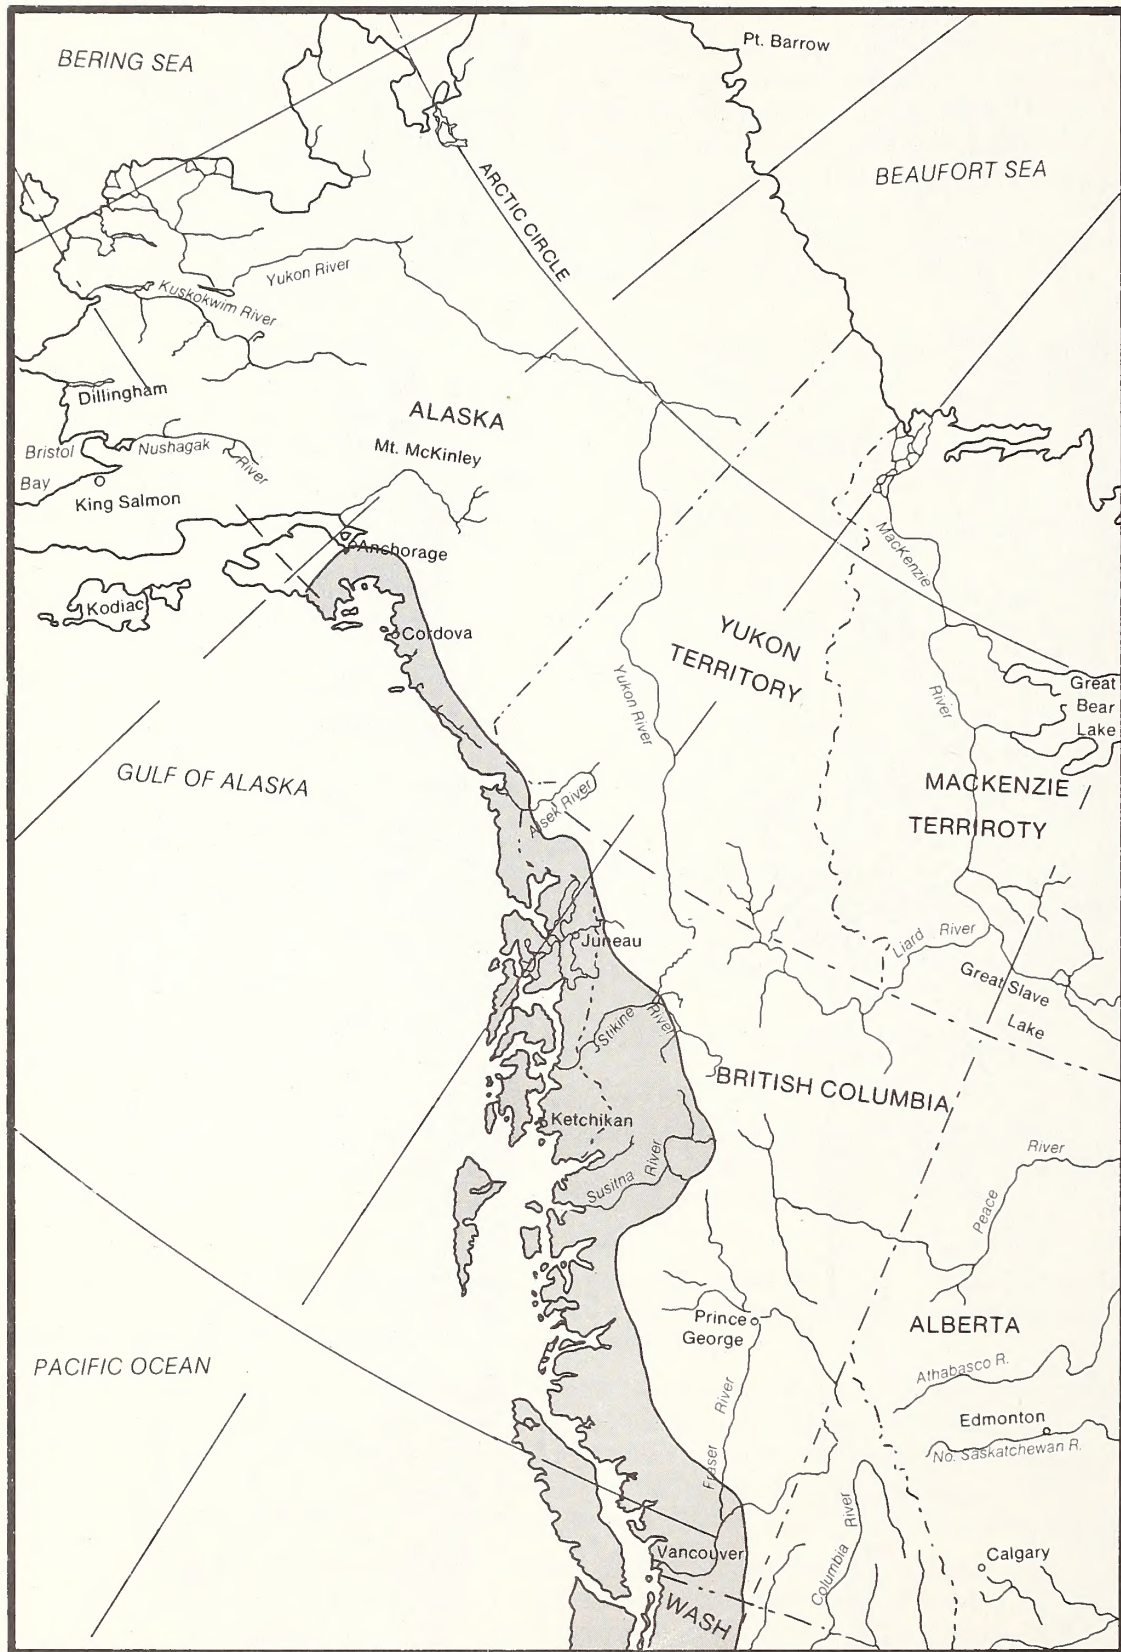 Pt. Barrow
BERING SEA
BEAUFORT SEA
ARCTIC CIRCLE
Yukon River
Kuskokwim River
Dillingham
ALASKA
Mt. McKinley
Bristol
Bay
Nushagak
River
King Salmon
Anchorage
MacKenzie
River
Kodiac
Cordova
YUKON
TERRITORY
Yukon River
Great
Bear
Lake
GULF OF ALASKA
MACKENZIE
TERRIROTY
Alsek River
Juneau
Liard River
Great Slave
Lake
Stikine
River
BRITISH COLUMBIA
Ketchikan
Susitna
River
Peace
River
Prince
George
ALBERTA
PACIFIC OCEAN
Athabasco R.
Edmonton
No. Saskatchewan R.
Fraser
River
Columbia
River
Vancouver
Calgary
WASH